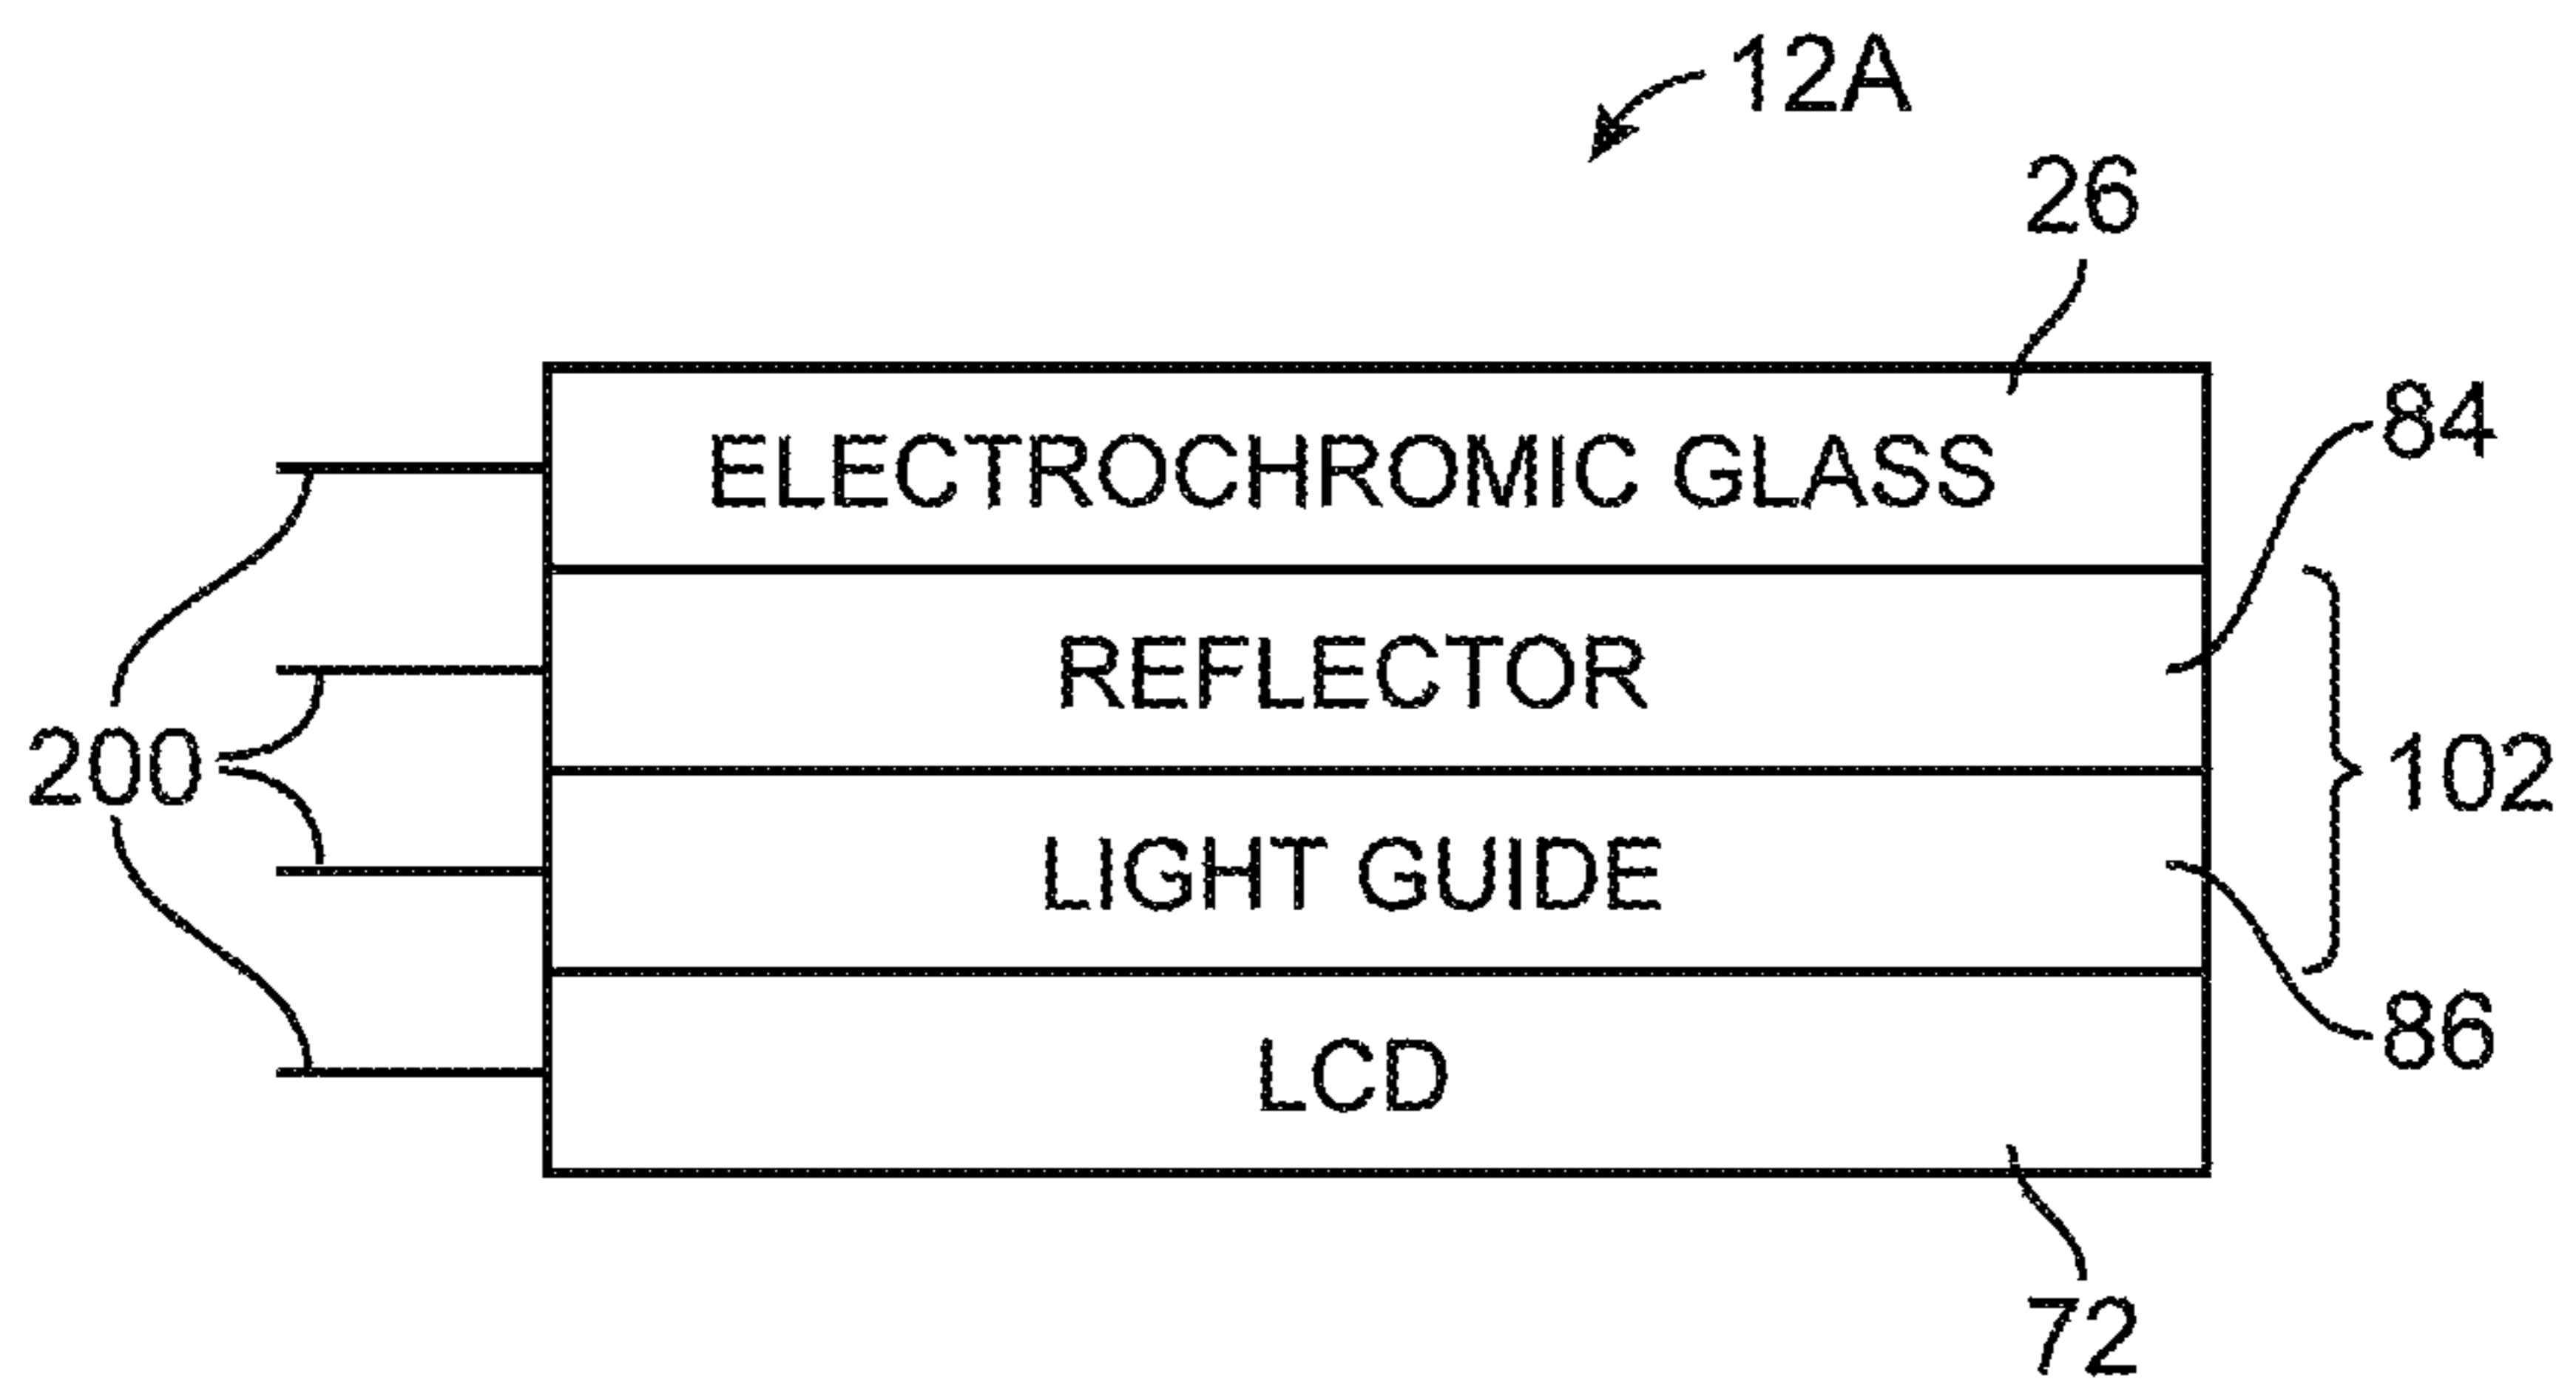 12A
26
ELECTROCHROMIC GLASS
84
REFLECTOR
200
102
LIGHT GUIDE
86
LCD
72